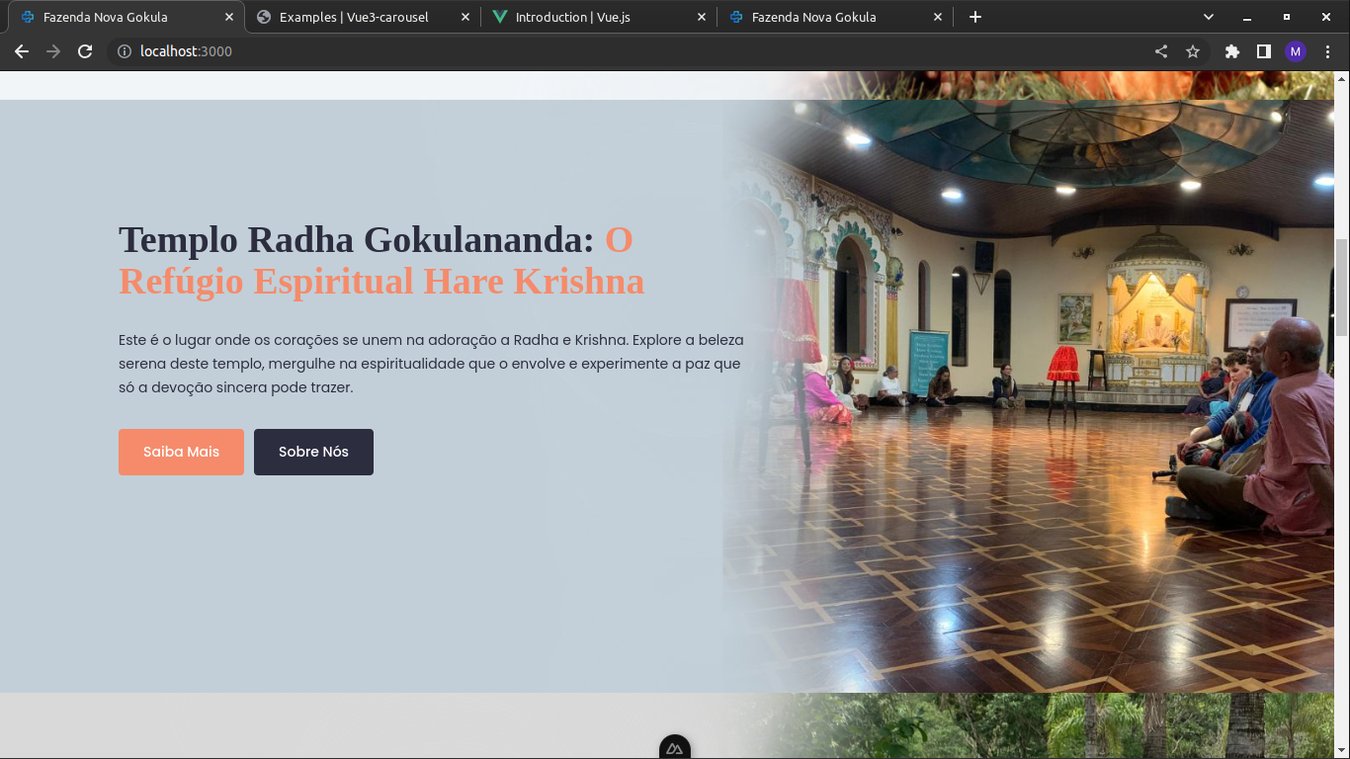 Fazenda Nova Gokula
Examples | Vue3-carousel
Introduction | Vue.js
Fazenda Nova Gokula
localhost:3000
M
Templo Radha Gokulananda: O
Refúgio Espiritual Hare Krishna
Este é o lugar onde os corações se unem na adoração a Radha e Krishna. Explore a beleza
serena deste templo, mergulhe na espiritualidade que o envolve e experimente a paz que
só a devoção sincera pode trazer.
Saiba Mais
Sobre Nós